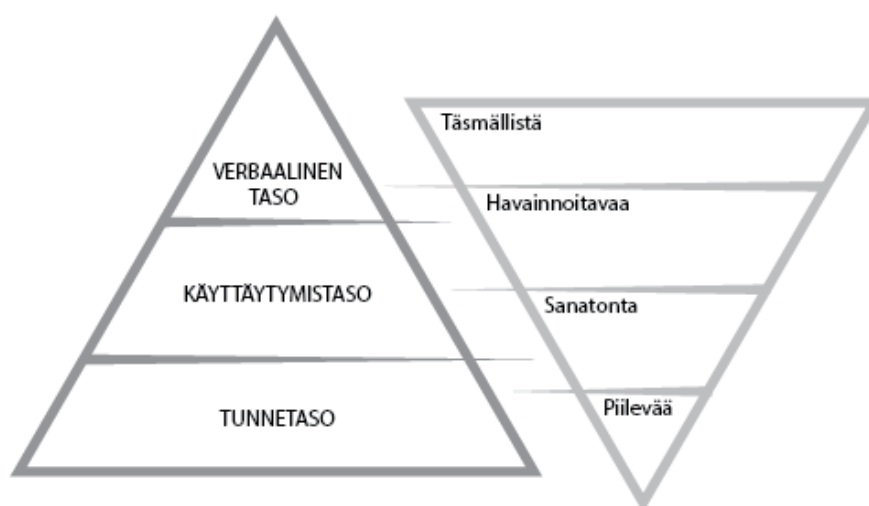 VERBAALINEN
TASO
KÄYTTÄYTYMISTASO
TUNNETASO
Täsmällistä
Havainnoitavaa
Sanatonta
Piilevää